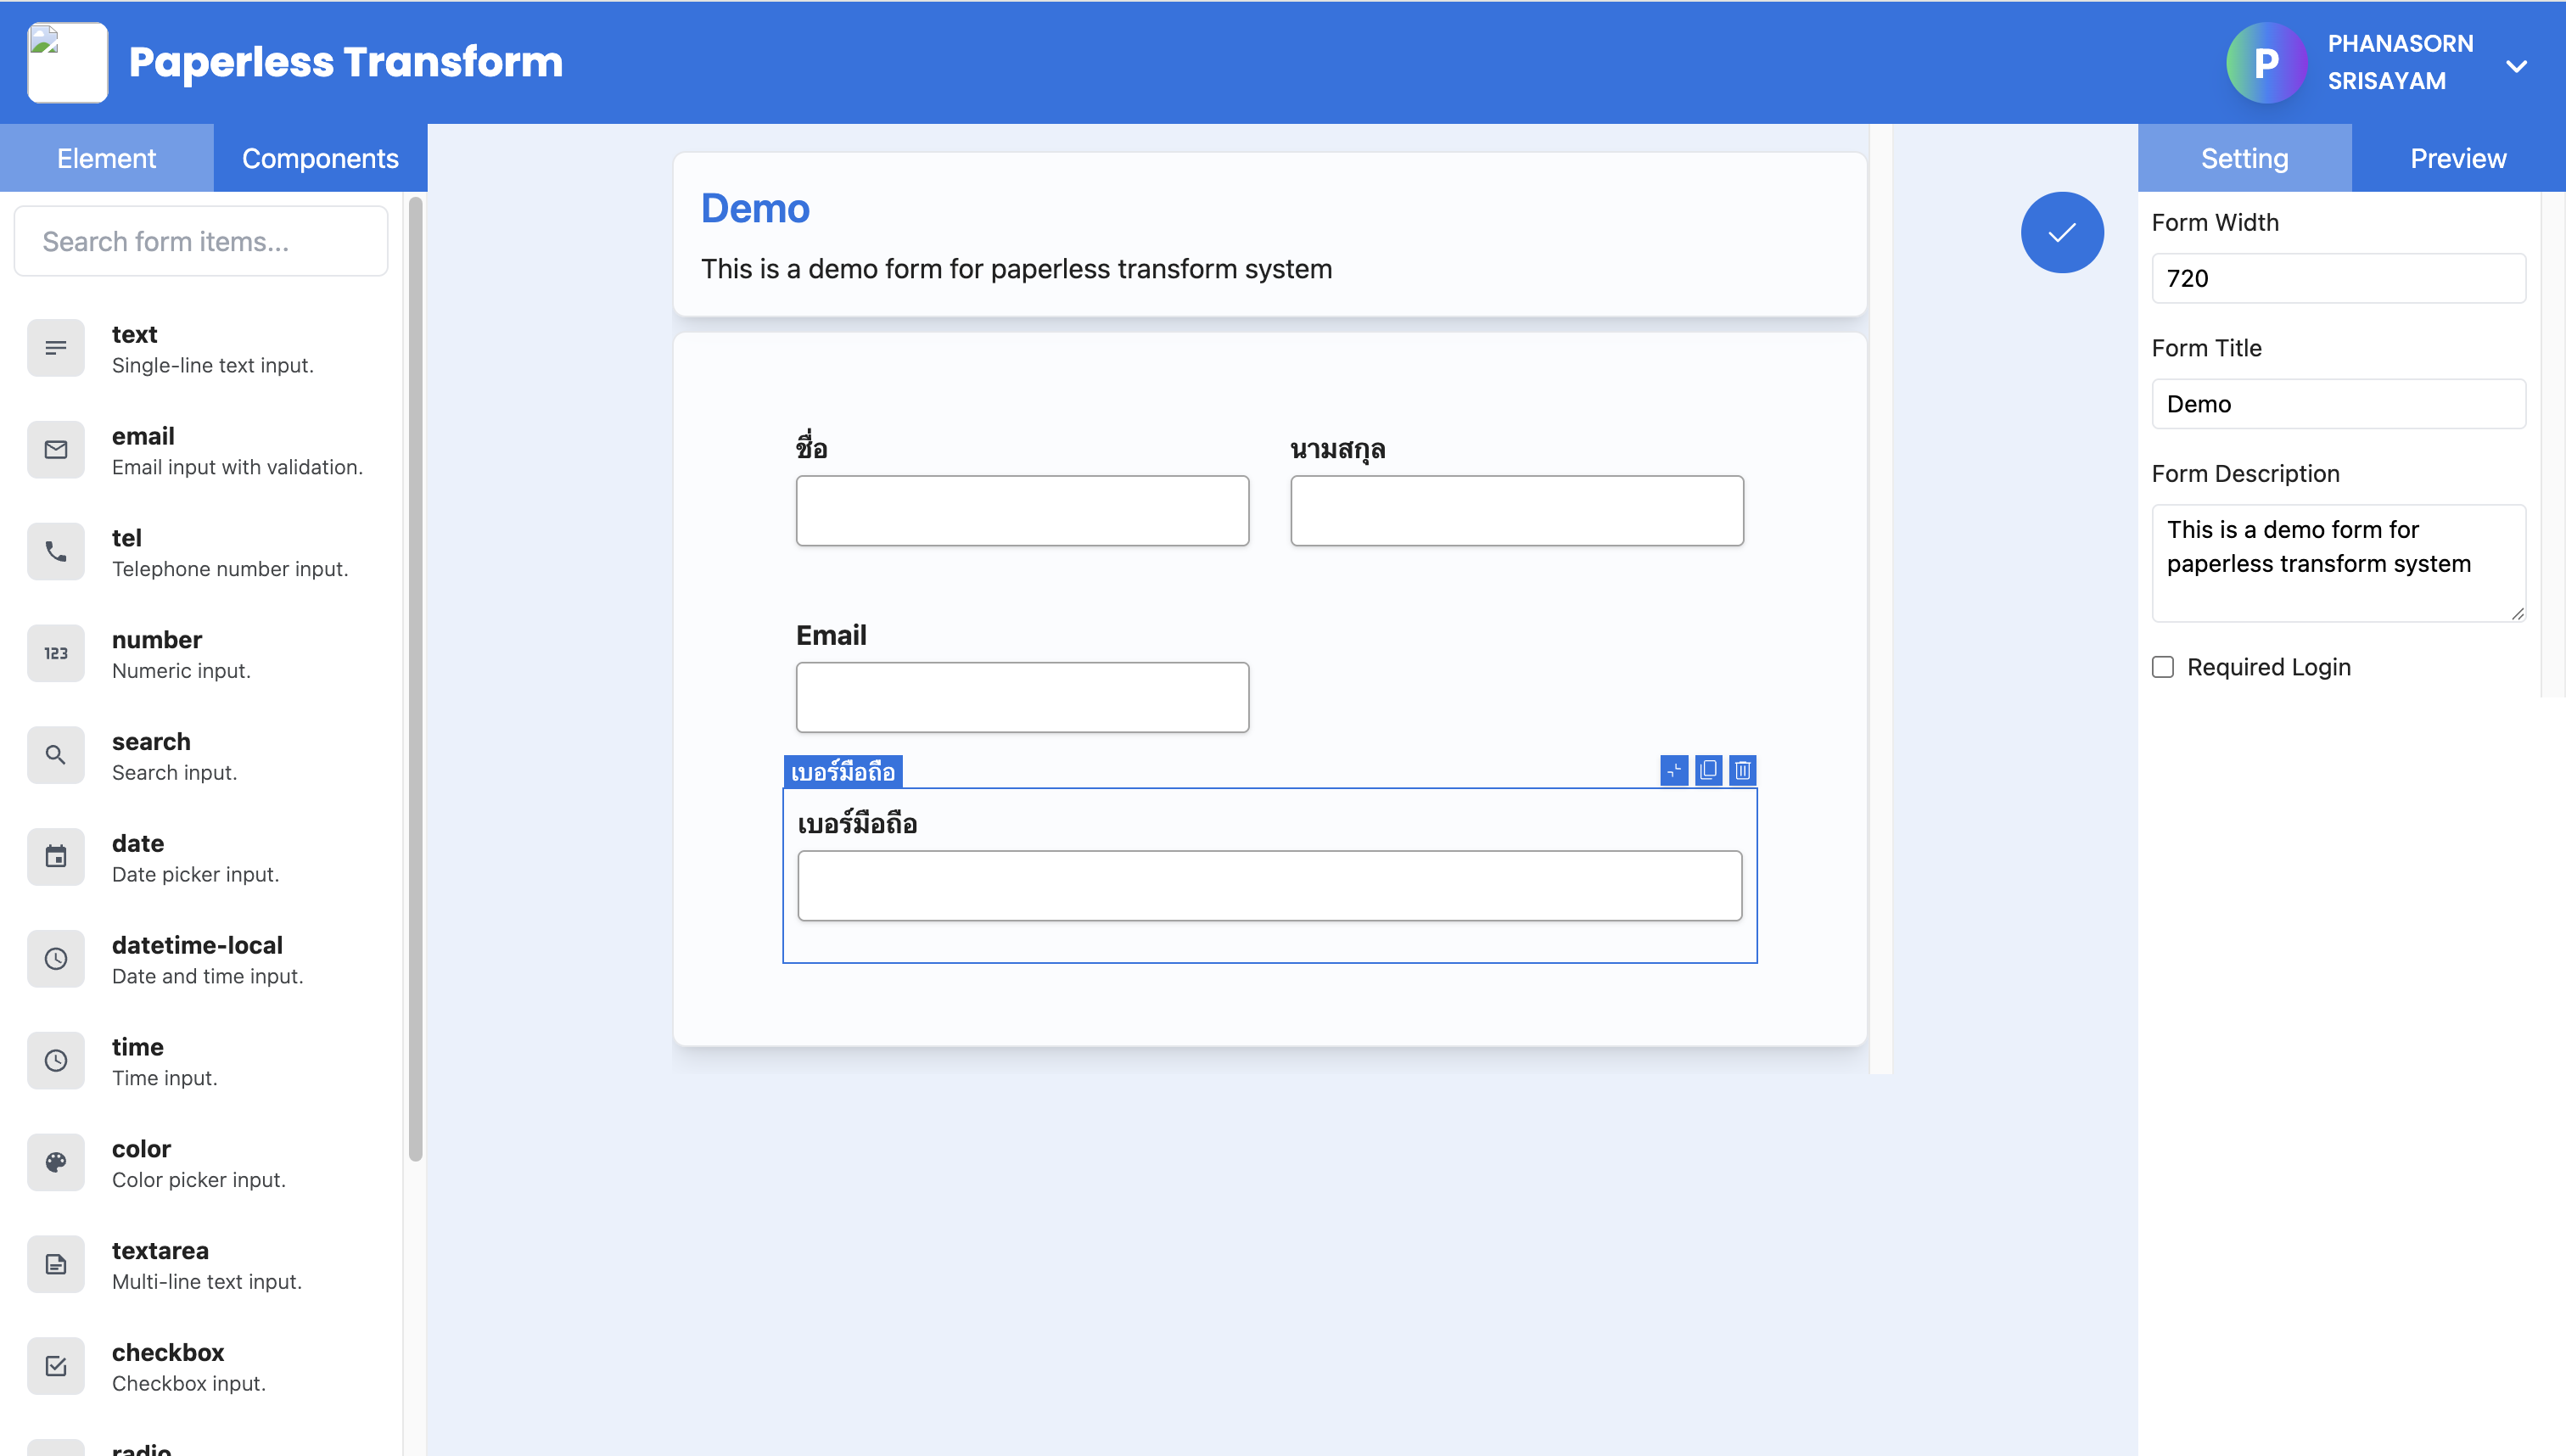 Paperless Transform
P
PHANASORN
SRISAYAM
Element
Components
Setting
Preview
Search form items...
text
Single-line text input.
email
Email input with validation.
tel
Telephone number input.
123
number
Numeric input.
search
Search input.
date
Date picker input.
datetime-local
Date and time input.
time
Time input.
color
Color picker input.
textarea
Multi-line text input.
checkbox
Checkbox input.
radio
Demo
This is a demo form for paperless transform system
ชื่อ
นามสกุล
Email
เบอร์มือถือ
เบอร์มือถือ
Form Width
720
Form Title
Demo
Form Description
This is a demo form for
paperless transform system
Required Login